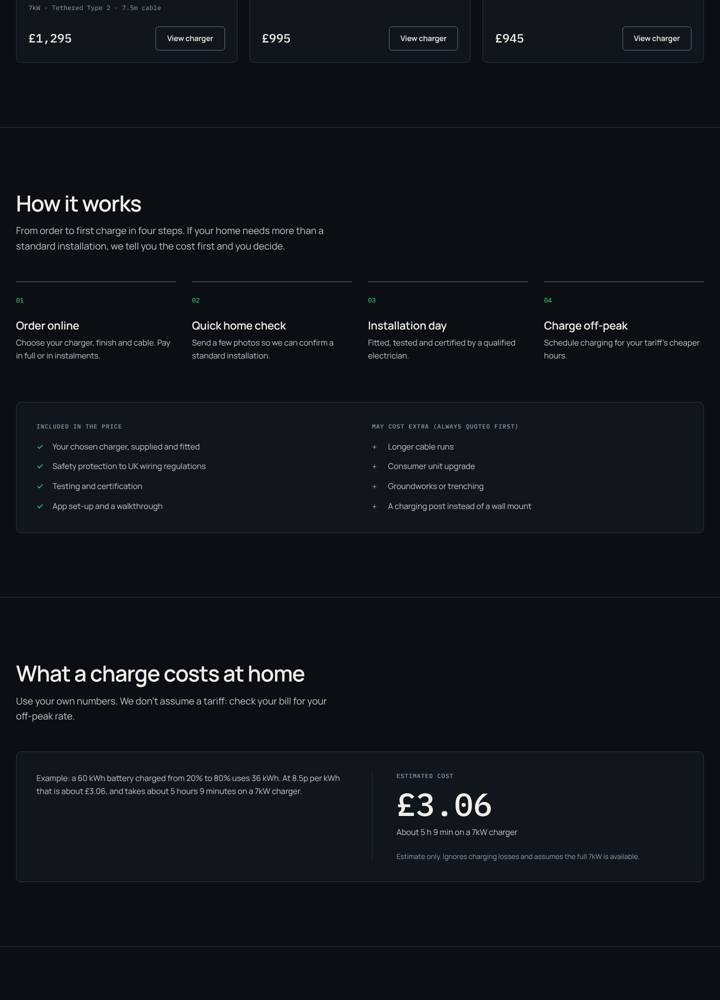 7kW · Tethered Type 2 · 7.5m cable
£1,295
View charger
£995
View charger
£945
View charger
How it works
From order to first charge in four steps. If your home needs more than a
standard installation, we tell you the cost first and you decide.
01
Order online
Choose your charger, finish and cable. Pay
in full or in instalments.
02
Quick home check
Send a few photos so we can confirm a
standard installation.
03
Installation day
Fitted, tested and certified by a qualified
electrician.
04
Charge off-peak
Schedule charging for your tariff's cheaper
hours.
INCLUDED IN THE PRICE
✓ Your chosen charger, supplied and fitted
✓ Safety protection to UK wiring regulations
✓ Testing and certification
✓ App set-up and a walkthrough
MAY COST EXTRA (ALWAYS QUOTED FIRST)
+ Longer cable runs
+ Consumer unit upgrade
+ Groundworks or trenching
+ A charging post instead of a wall mount
What a charge costs at home
Use your own numbers. We don't assume a tariff: check your bill for your
off-peak rate.
Example: a 60 kWh battery charged from 20% to 80% uses 36 kWh. At 8.5p per kWh
that is about £3.06, and takes about 5 hours 9 minutes on a 7kW charger.
ESTIMATED COST
£3.06
About 5 h 9 min on a 7kW charger
Estimate only. Ignores charging losses and assumes the full 7kW is available.